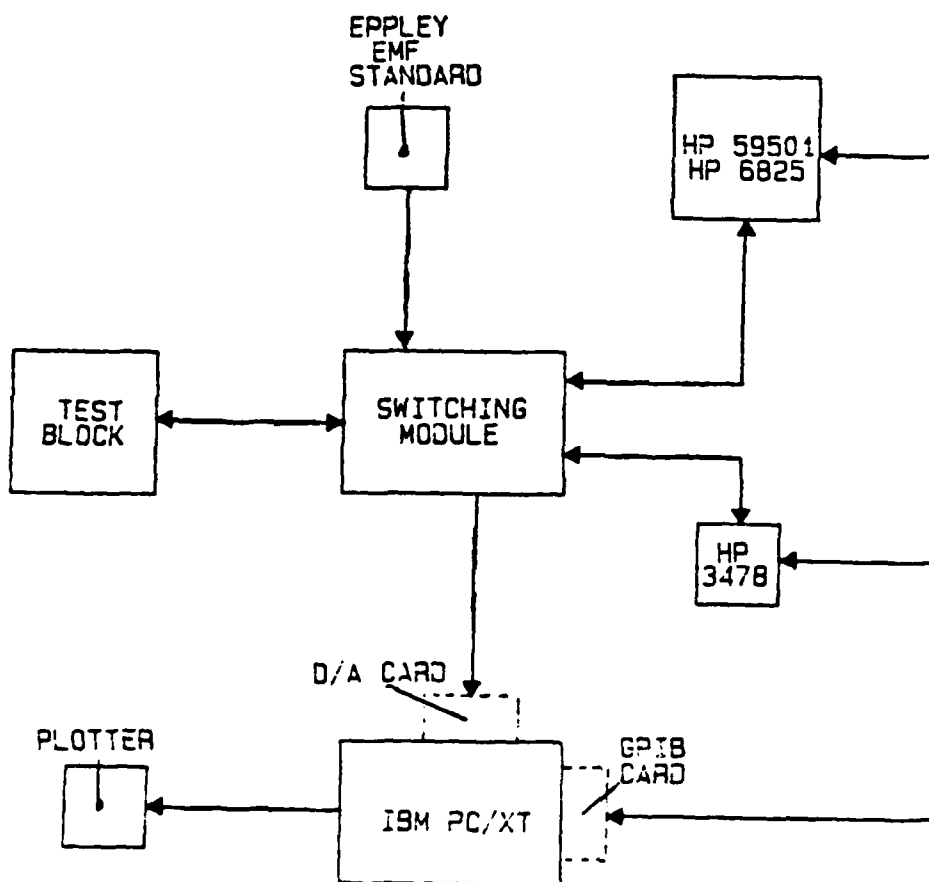 EPPLEY
EMF
STANDARD
HP 59501
HP 6825
TEST
BLOCK
SWITCHING
MODULE
HP
3478
D/A CARD
PLOTTER
GPIB
CARD
IBM PC/XT